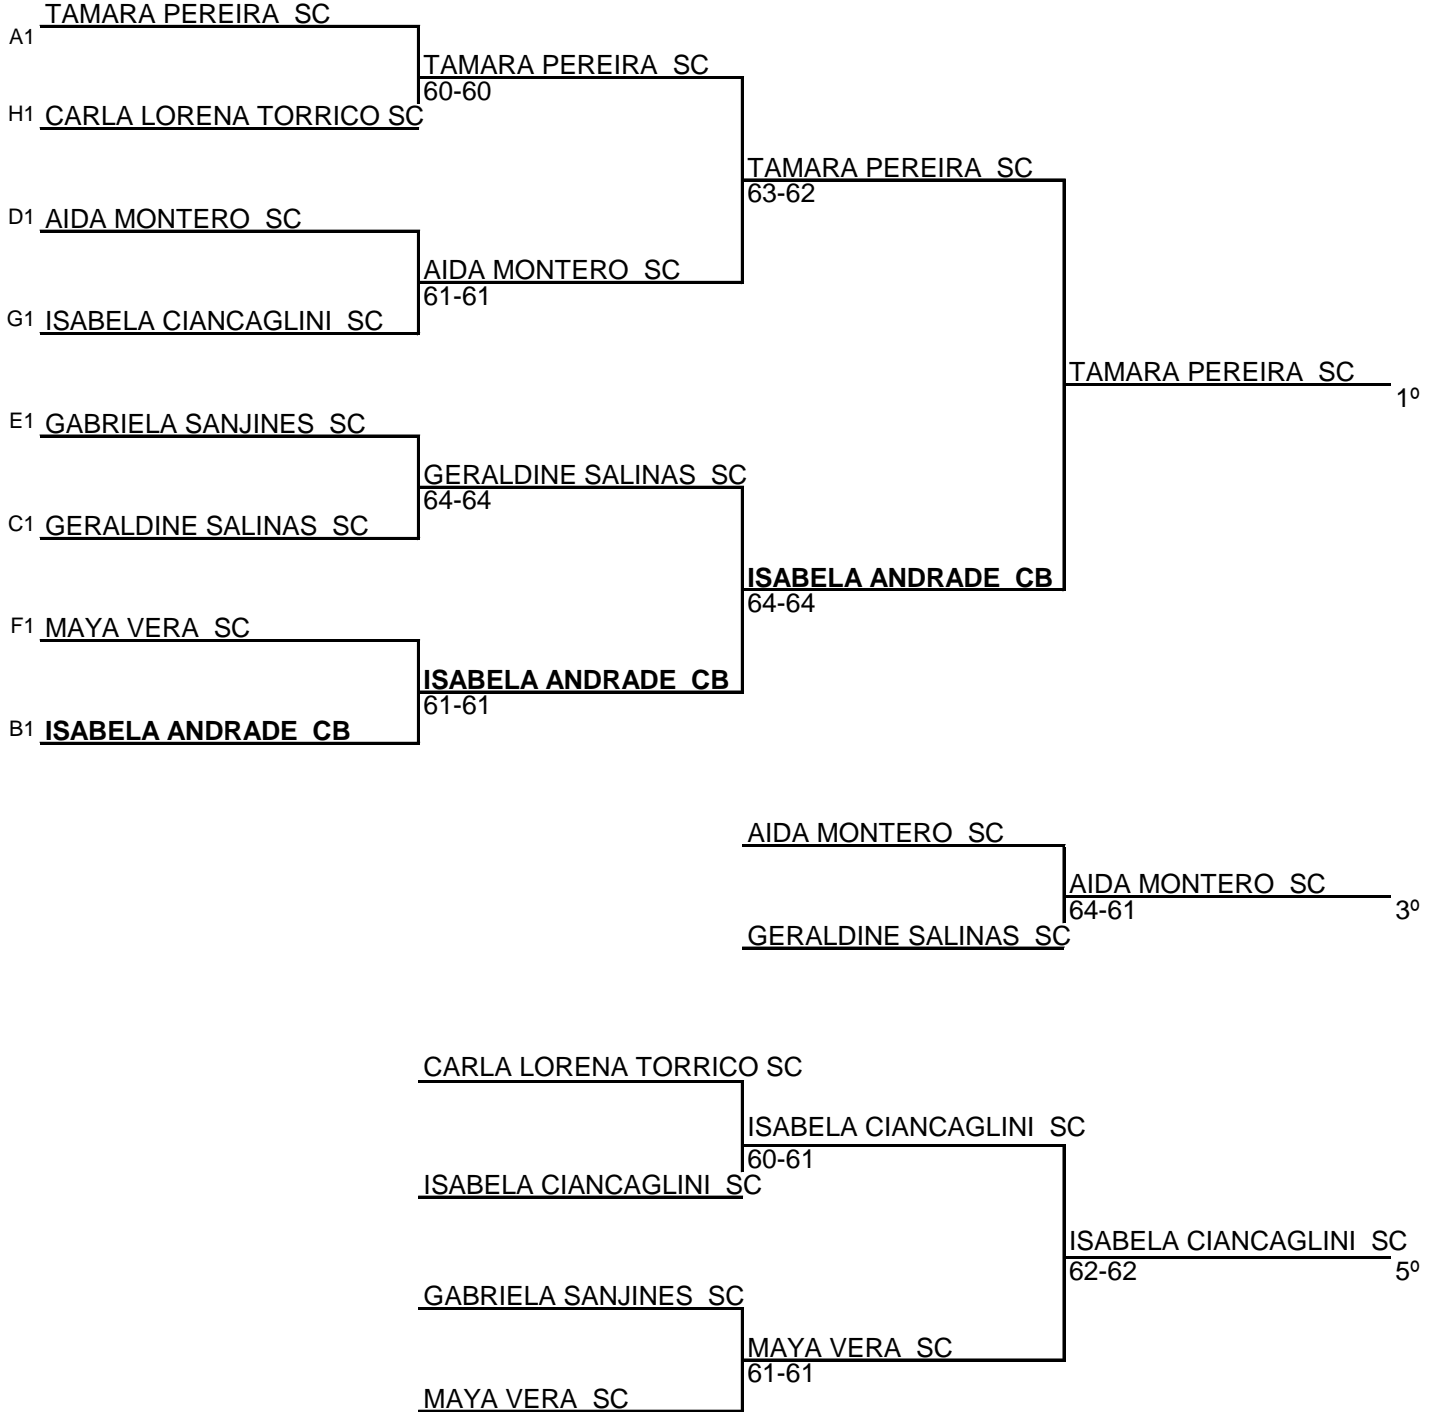 TAMARA PEREIRA  SC
A1
TAMARA PEREIRA  SC
60-60
H1 CARLA LORENA TORRICO SC
TAMARA PEREIRA  SC
63-62
D1 AIDA MONTERO  SC
AIDA MONTERO  SC
61-61
G1 ISABELA CIANCAGLINI  SC
TAMARA PEREIRA  SC
1º
E1 GABRIELA SANJINES  SC
GERALDINE SALINAS  SC
64-64
C1 GERALDINE SALINAS  SC
ISABELA ANDRADE  CB
64-64
F1 MAYA VERA  SC
ISABELA ANDRADE  CB
61-61
B1 ISABELA ANDRADE  CB
AIDA MONTERO  SC
AIDA MONTERO  SC
64-61 3º
GERALDINE SALINAS  SC
CARLA LORENA TORRICO SC
ISABELA CIANCAGLINI  SC
60-61
ISABELA CIANCAGLINI  SC
ISABELA CIANCAGLINI  SC
62-62 5º
GABRIELA SANJINES  SC
MAYA VERA  SC
61-61
MAYA VERA  SC